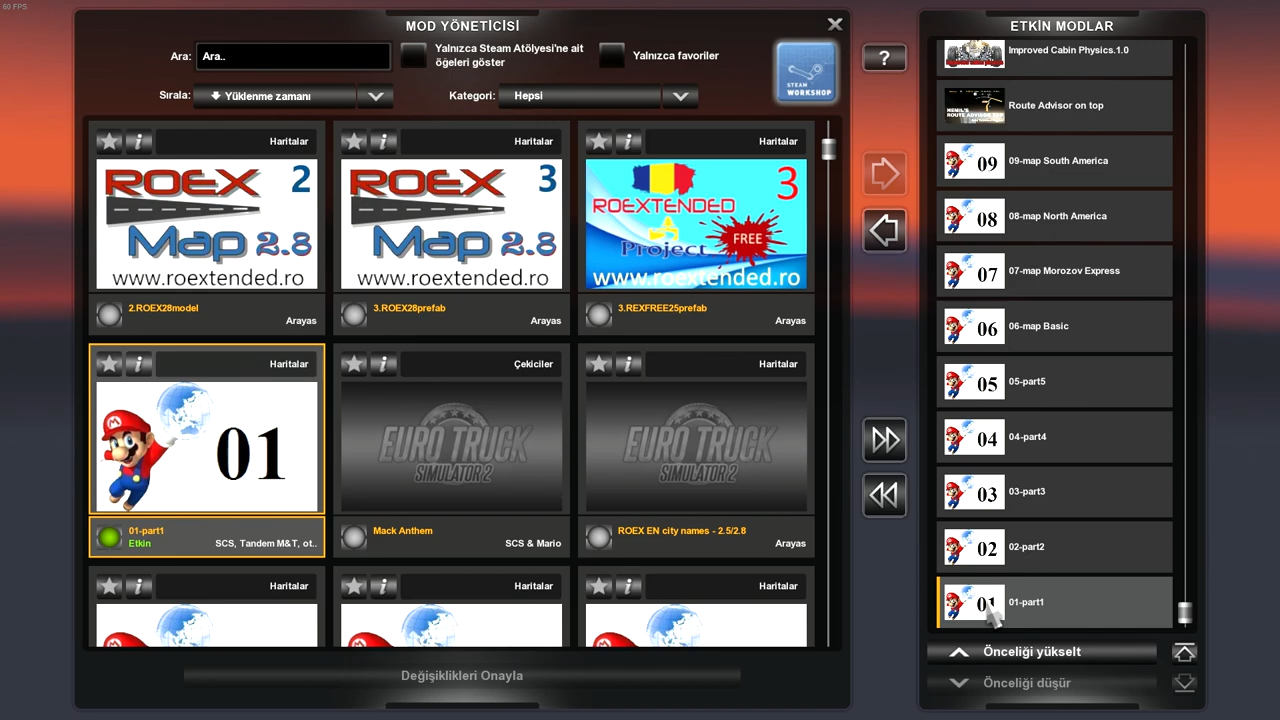 60 FPS
MOD YÖNETİCİSİ
Ara:
Ara..
Yalnızca Steam Atölyesi'ne ait
öğeleri göster
Yalnızca favoriler
STEAM
WORKSHOP
Sırala:
Yüklenme zamanı
Kategori:
Hepsi
Haritalar
ROEX 2
Map 2.8
www.roextended.ro
2.ROEX28model
Arayas
Haritalar
ROEX 3
Map 2.8
www.roextended.ro
3.ROEX28prefab
Arayas
Haritalar
3
ROEXTENDED
FREE
Project
www.roextended.ro
3.REXFREE25prefab
Arayas
Haritalar
01
01-part1
Etkin
SCS, Tandem M&T, ot..
Çekiciler
EURO TRUCK
SIMULATOR 2
Mack Anthem
SCS & Mario
Haritalar
EURO TRUCK
SIMULATOR 2
ROEX EN city names - 2.5/2.8
Arayas
Haritalar
Haritalar
Haritalar
Değişiklikleri Onayla
?
ETKİN MODLAR
Improved Cabin Physics.1.0
Route Advisor on top
09
09-map South America
08
08-map North America
07
07-map Morozov Express
06
06-map Basic
05
05-part5
04
04-part4
03
03-part3
02
02-part2
01
01-part1
Önceliği yükselt
Önceliği düşür